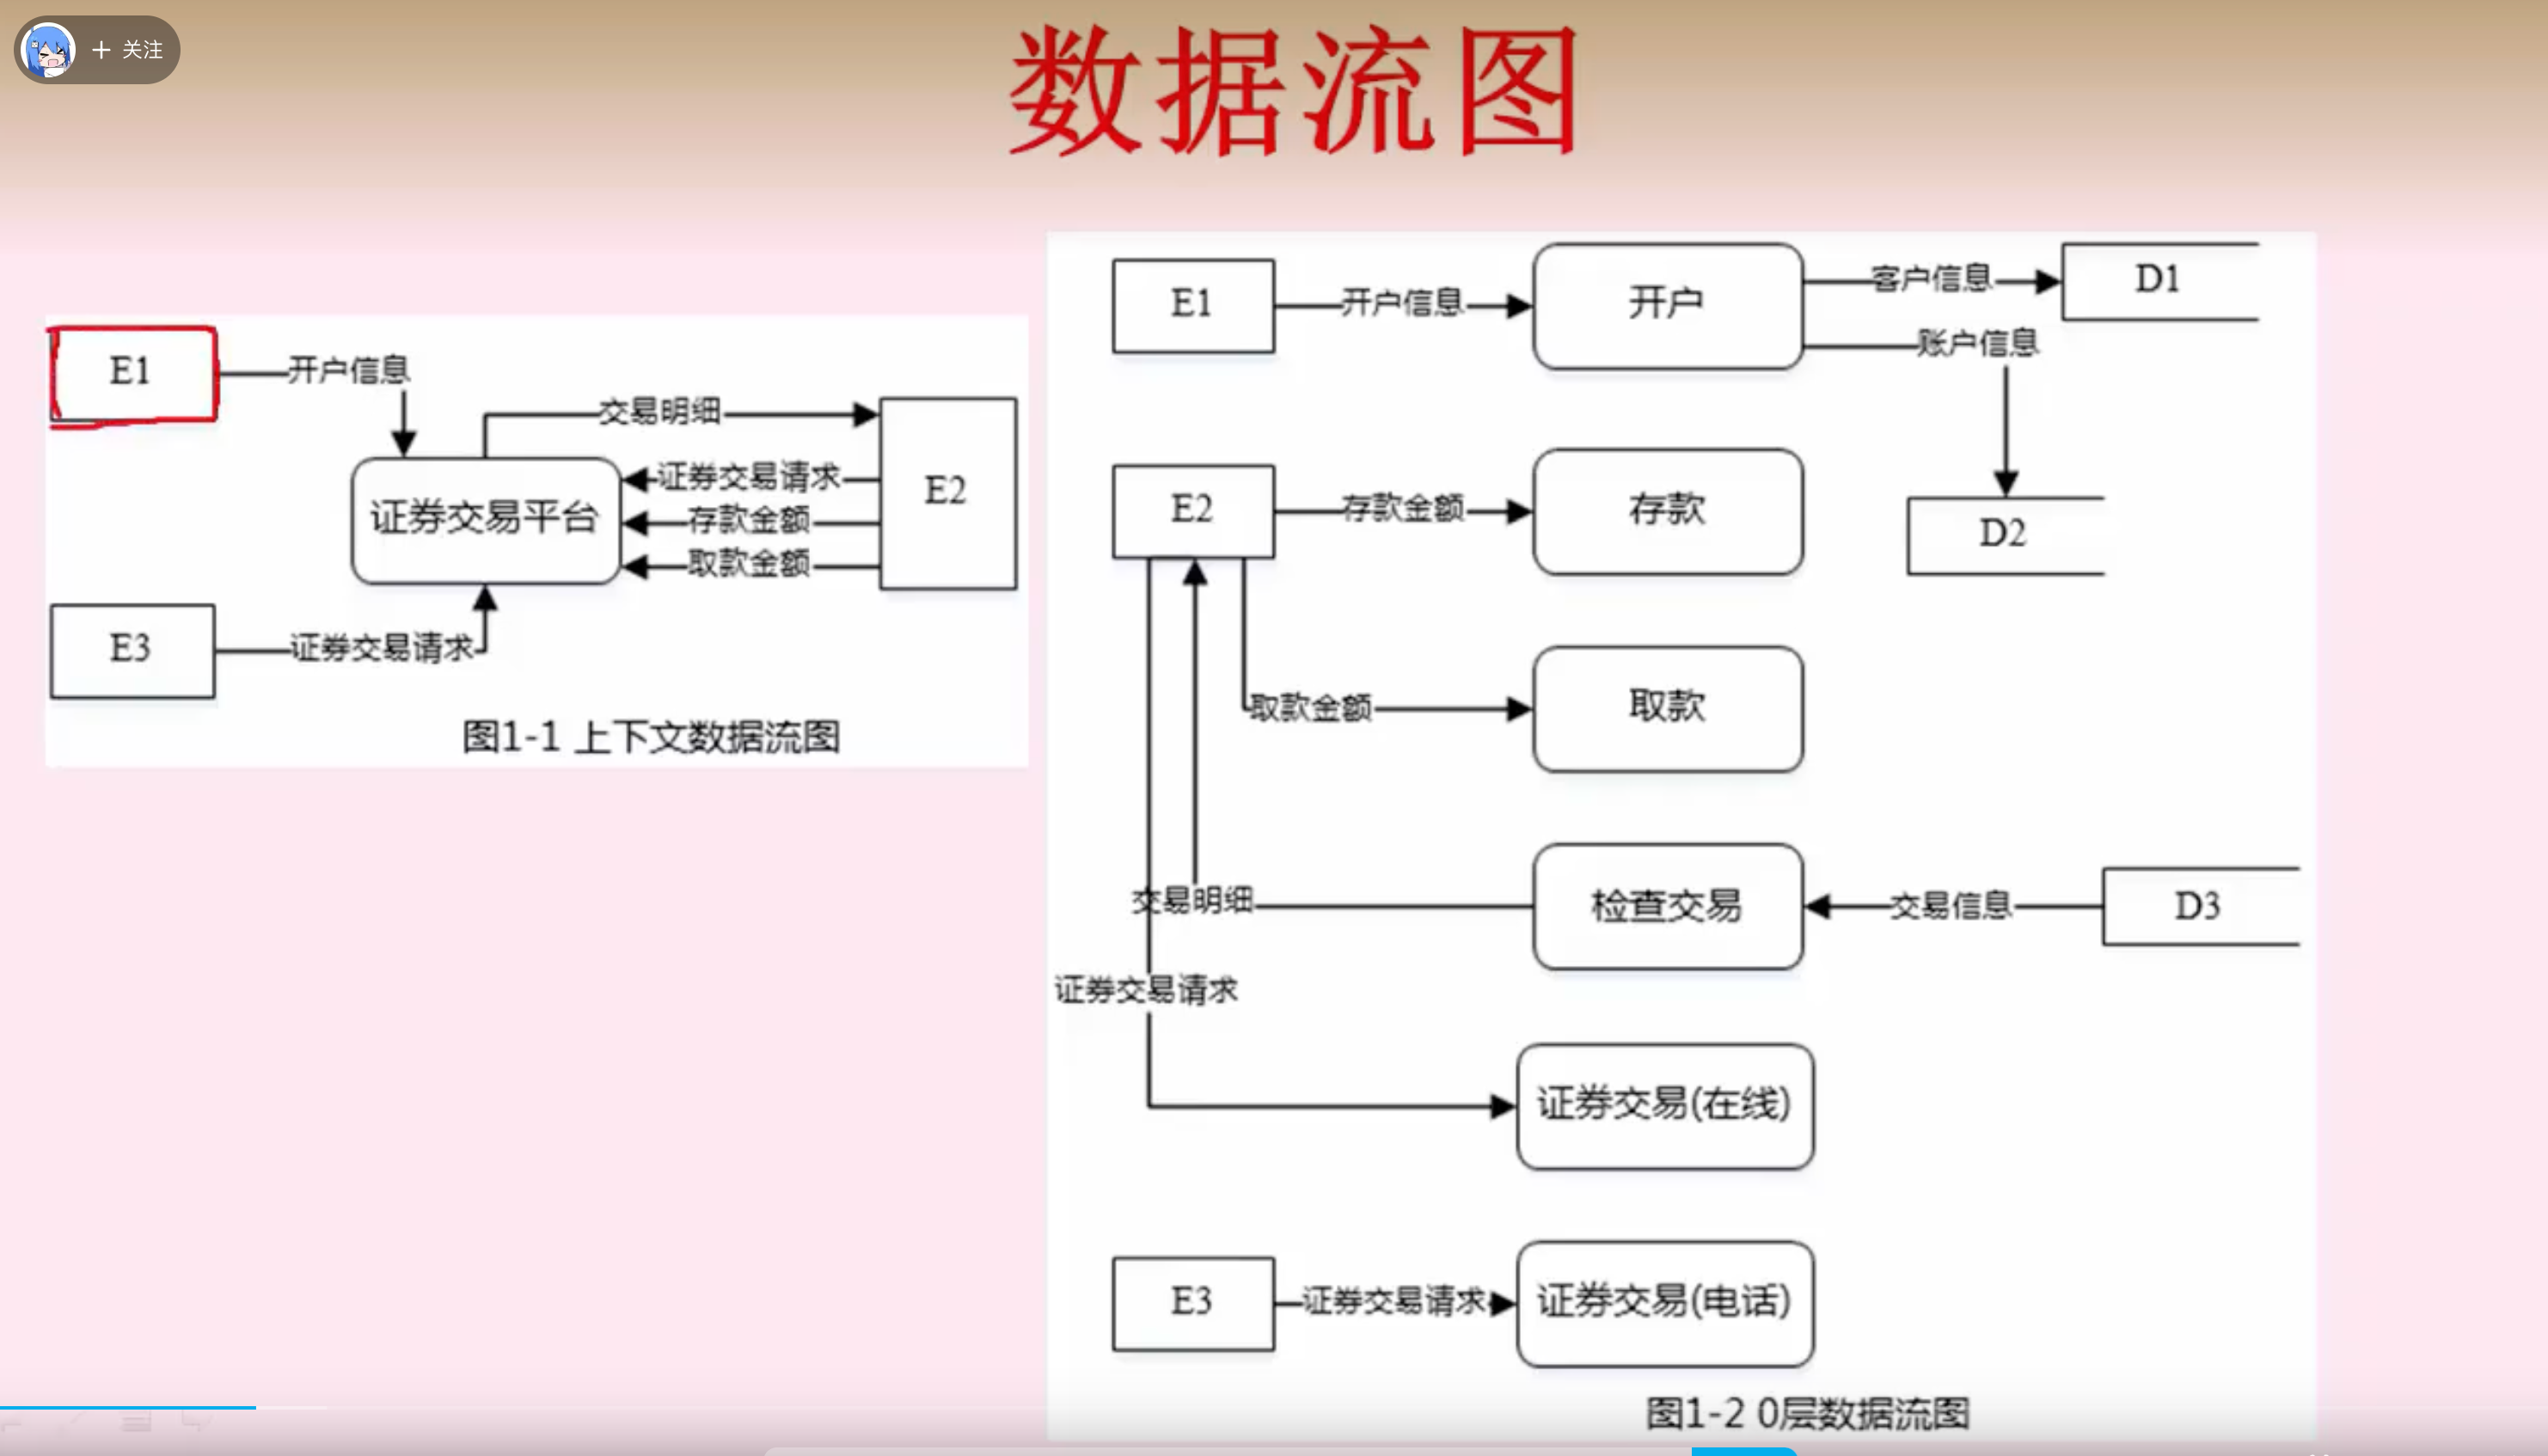 + 关注
数据流图
E1
开户信息
交易明细
证券交易请求
存款金额
取款金额
E2
证券交易平台
E3
证券交易请求
图1-1 上下文数据流图
E1
开户信息
开户
客户信息
D1
账户信息
D2
E2
存款金额
存款
取款金额
取款
交易明细
检查交易
交易信息
D3
证券交易请求
证券交易(在线)
E3
证券交易请求
证券交易(电话)
图1-2 0层数据流图